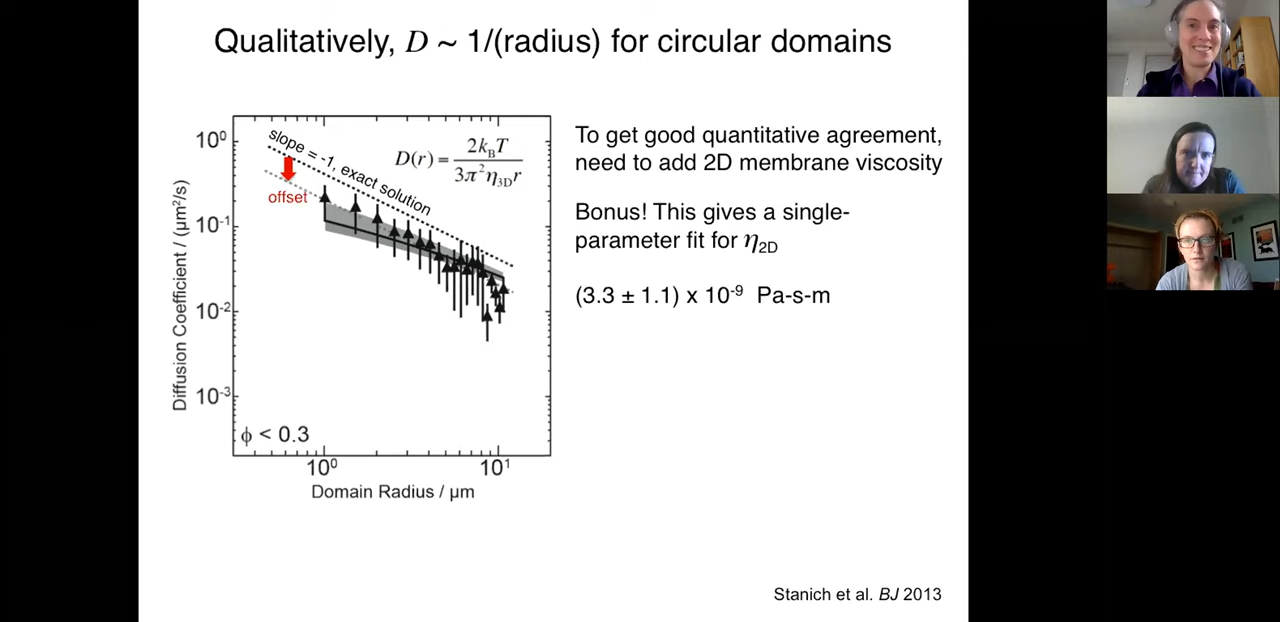 Qualitatively, D ~ 1/(radius) for circular domains
Diffusion Coefficient / (μm²/s)
10⁰
10⁻¹
10⁻²
10⁻³
slope = -1, exact solution
offset
D(r) = 2k_BT / 3π²η_3Dr
ϕ < 0.3
10⁰
10¹
Domain Radius / μm
To get good quantitative agreement,
need to add 2D membrane viscosity
Bonus! This gives a single-
parameter fit for η_2D
(3.3 ± 1.1) x 10⁻⁹ Pa-s-m
Stanich et al. BJ 2013